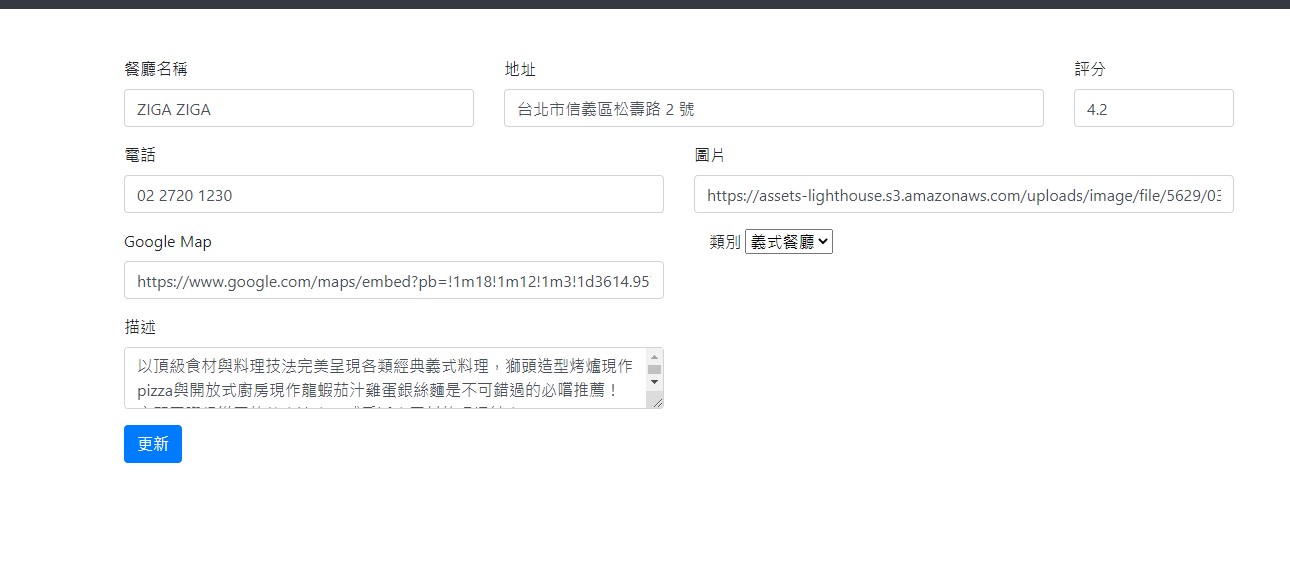 餐廳名稱
地址
評分
ZIGA ZIGA
台北市信義區松壽路 2 號
4.2
電話
圖片
02 2720 1230
https://assets-lighthouse.s3.amazonaws.com/uploads/image/file/5629/03
Google Map
類別 義式餐廳
https://www.google.com/maps/embed?pb=!1m18!1m12!1m3!1d3614.95
描述
以頂級食材與料理技法完美呈現各類經典義式料理，獅頭造型烤爐現作
pizza與開放式廚房現作龍蝦茄汁雞蛋銀絲麵是不可錯過的必嚐推薦！
更新